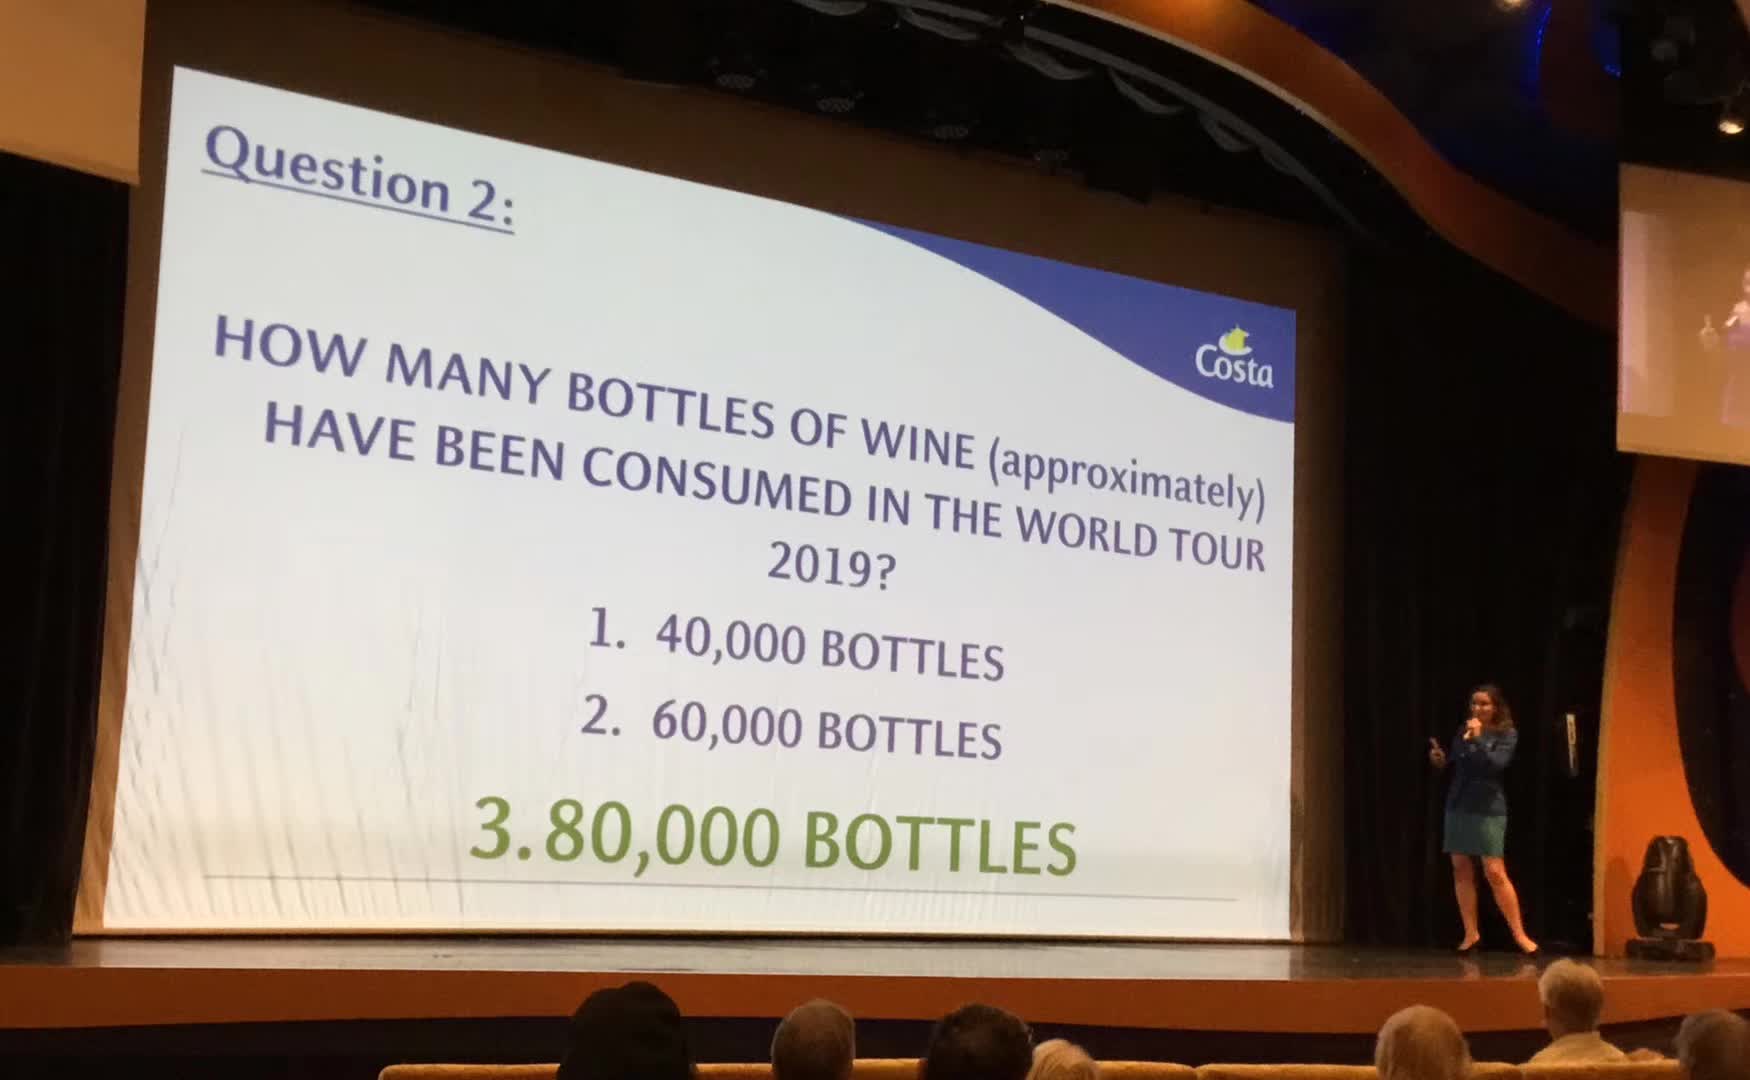 Question 2:
Costa
HOW MANY BOTTLES OF WINE (approximately)
HAVE BEEN CONSUMED IN THE WORLD TOUR
2019?
1. 40,000 BOTTLES
2. 60,000 BOTTLES
3. 80,000 BOTTLES